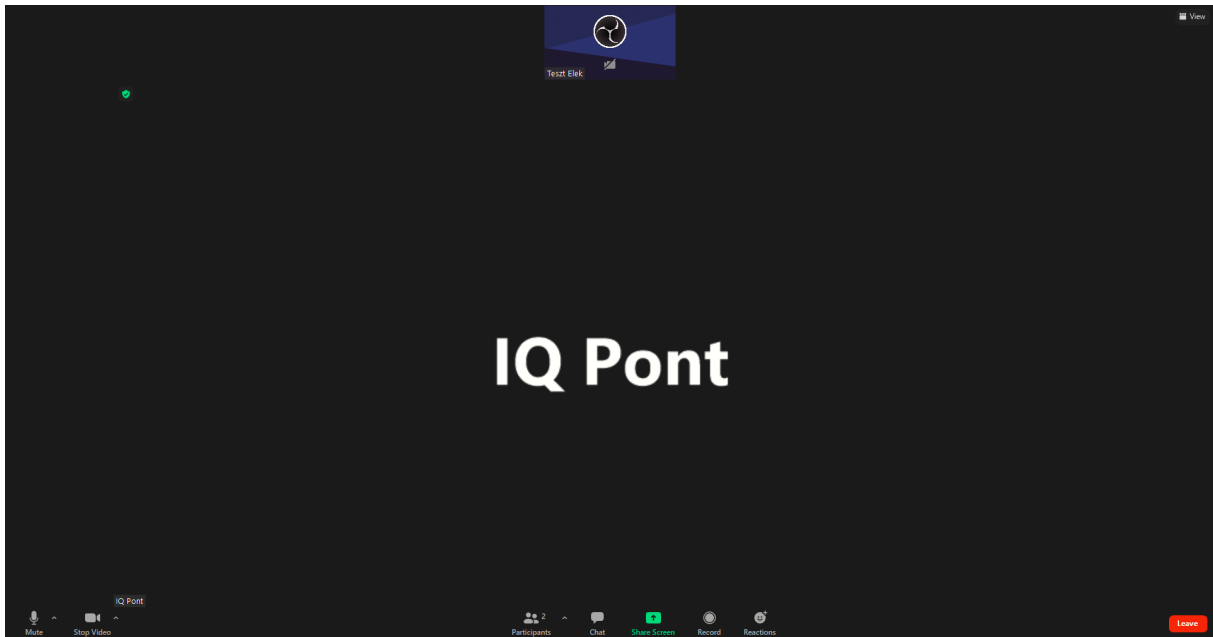 View
Teszt Elek
IQ Pont
IQ Pont
Mute
Stop Video
Participants
2
Chat
Share Screen
Record
Reactions
Leave